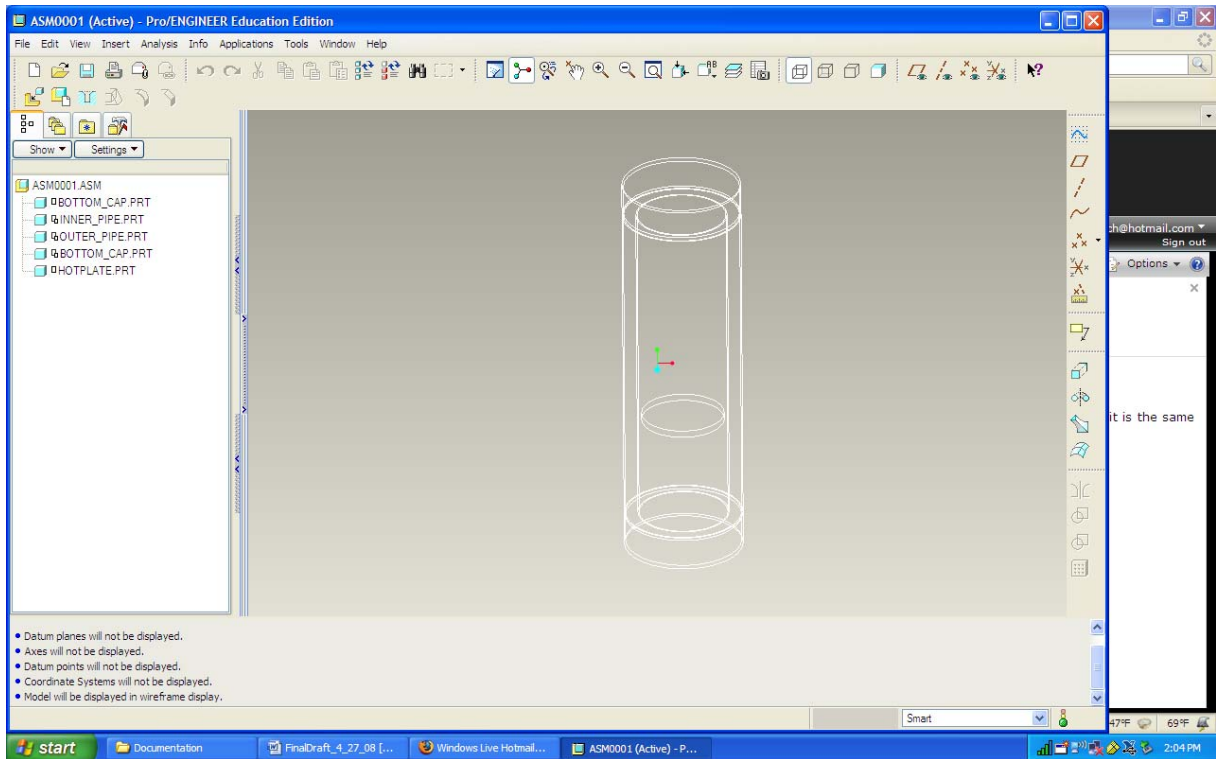 ASM0001 (Active) - Pro/ENGINEER Education Edition
File Edit View Insert Analysis Info Applications Tools Window Help
Show Settings
ASM0001.ASM
BOTTOM_CAP.PRT
INNER_PIPE.PRT
OUTER_PIPE.PRT
BOTTOM_CAP.PRT
HOTPLATE.PRT
ch@hotmail.com
Sign out
Options
it is the same
• Datum planes will not be displayed.
• Axes will not be displayed.
• Datum points will not be displayed.
• Coordinate Systems will not be displayed.
• Model will be displayed in wireframe display.
Smart
47°F 69°F
start Documentation FinalDraft_4_27_08 [... Windows Live Hotmail... ASM0001 (Active) - P... 2:04 PM